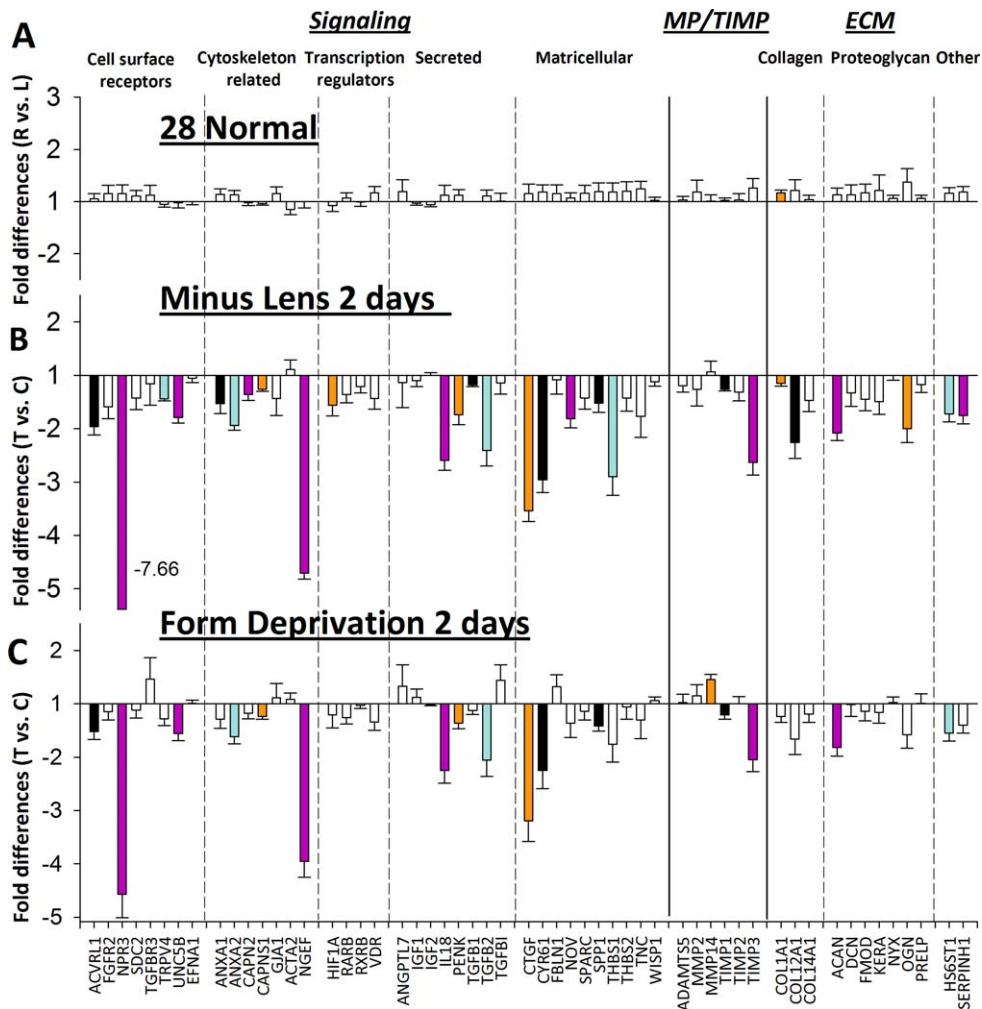 Signaling MP/TIMP ECM
A
Cell surface receptors
Cytoskeleton related
Transcription regulators
Secreted
Matricellular
Collagen
Proteoglycan
Other
Fold differences (R vs. L)
3
2
1
-2
28 Normal
Minus Lens 2 days
B
Fold differences (T vs. C)
2
1
-2
-3
-4
-5
-7.66
Form Deprivation 2 days
C
Fold differences (T vs. C)
2
1
-2
-3
-4
-5
ACVRL1
FGFR2
NPR3
SDC2
TGFBR3
TRPV4
UNC5B
EFNA1
ANXA1
ANXA2
CAPN2
CAPNS1
GJA1
ACTA2
NGEF
HIF1A
RARB
RXRB
VDR
ANGPTL7
IGF1
IGF2
IL18
PENK
TGFB1
TGFB2
TGFBI
CTGF
CYR61
FBLN1
NOV
SPARC
SPP1
THBS1
THBS2
TNC
WISP1
ADAMTS5
MMP2
MMP14
TIMP1
TIMP2
TIMP3
COL1A1
COL12A1
COL14A1
ACAN
DCN
FMOD
KERA
NYX
OGN
PRELP
HS6ST1
SERPINH1